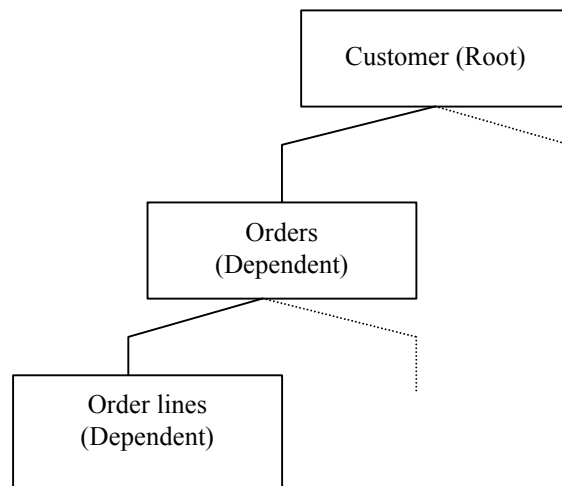 Customer (Root)
Orders
(Dependent)
Order lines
(Dependent)